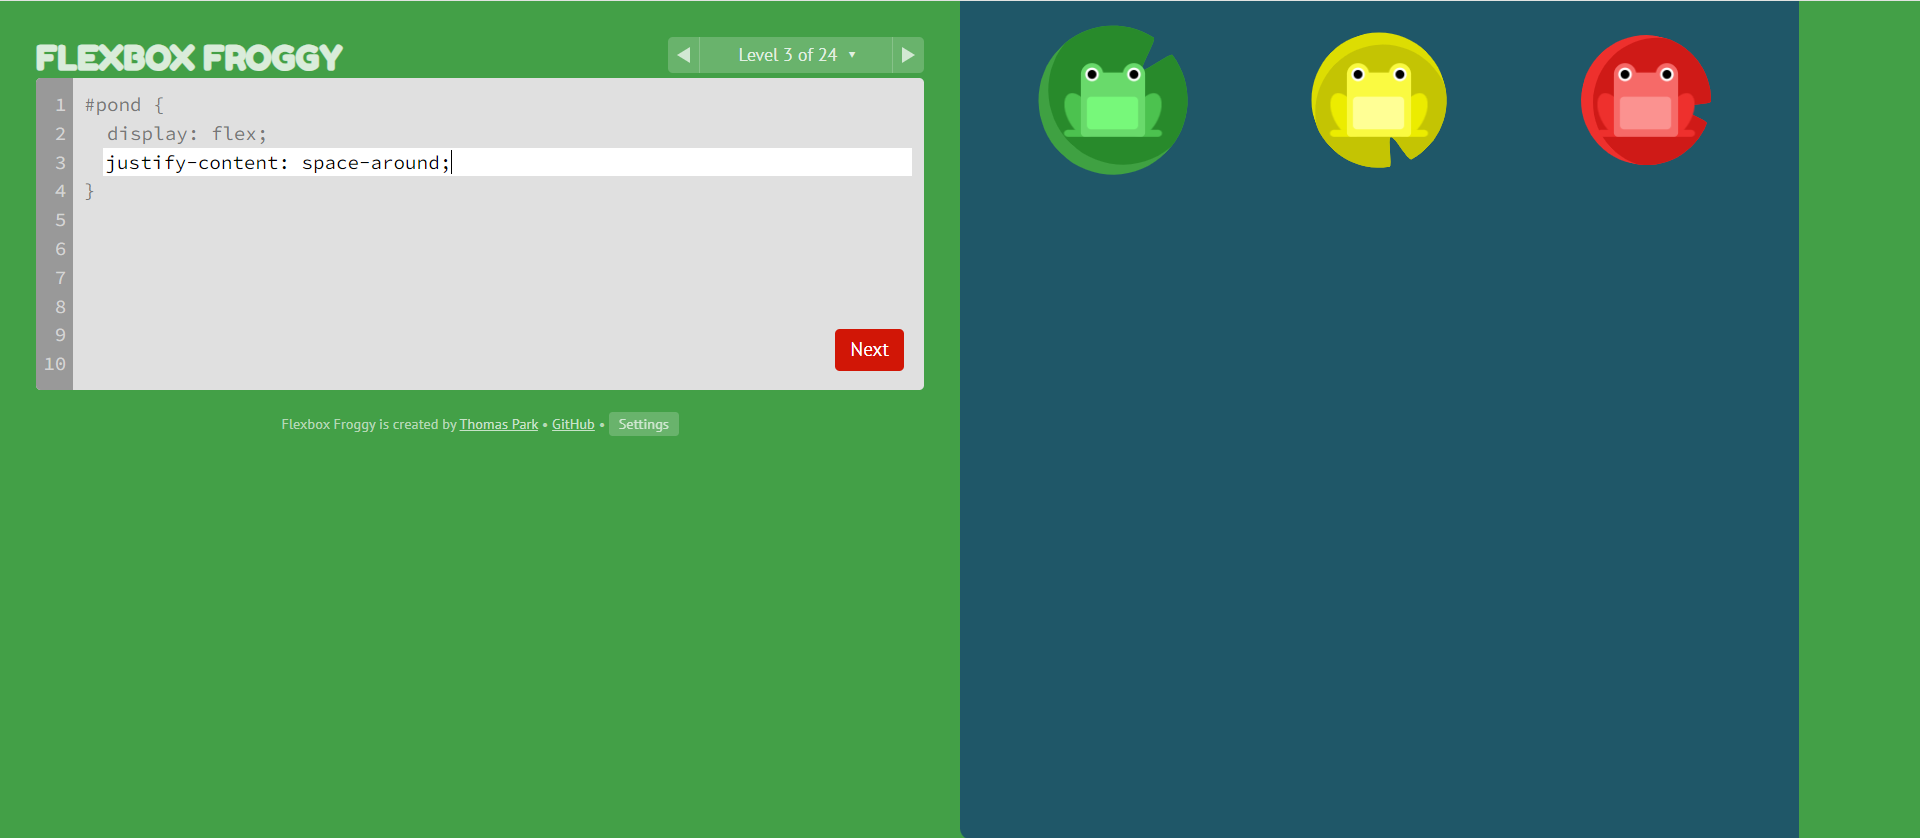 FLEXBOX FROGGY
◀ Level 3 of 24 ▼ ▶
1 #pond {
2 display: flex;
3 justify-content: space-around;
4 }
5
6
7
8
9
10
Next
Flexbox Froggy is created by Thomas Park • GitHub • Settings